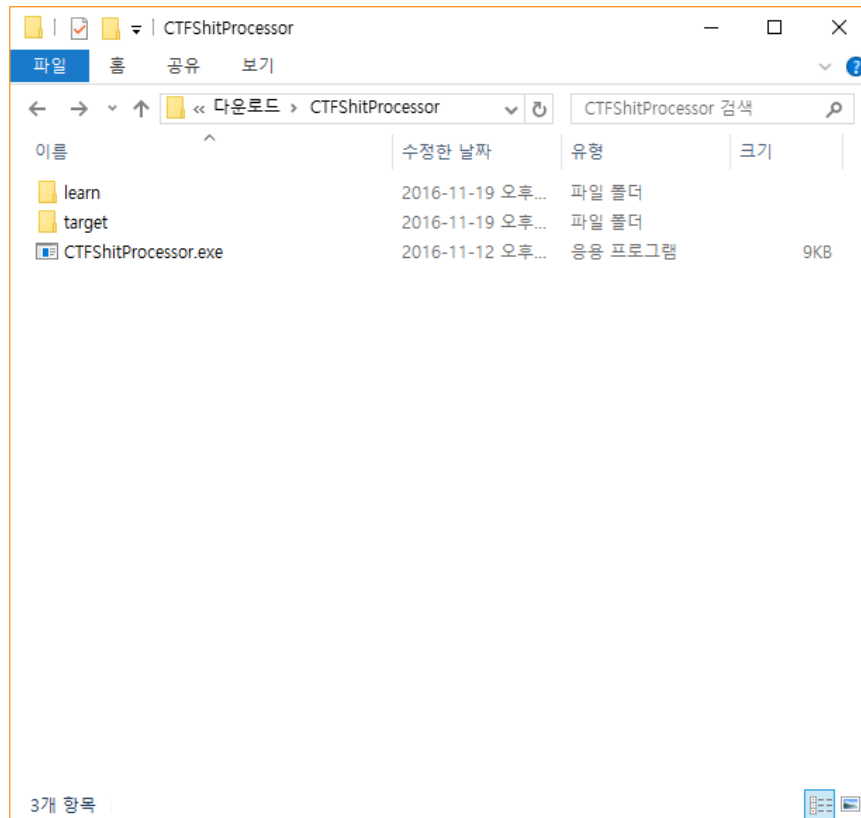 CTFShitProcessor
파일 홈 공유 보기
« 다운로드 › CTFShitProcessor CTFShitProcessor 검색
이름 수정한 날짜 유형 크기
learn 2016-11-19 오후... 파일 폴더
target 2016-11-19 오후... 파일 폴더
CTFShitProcessor.exe 2016-11-12 오후... 응용 프로그램 9KB
3개 항목